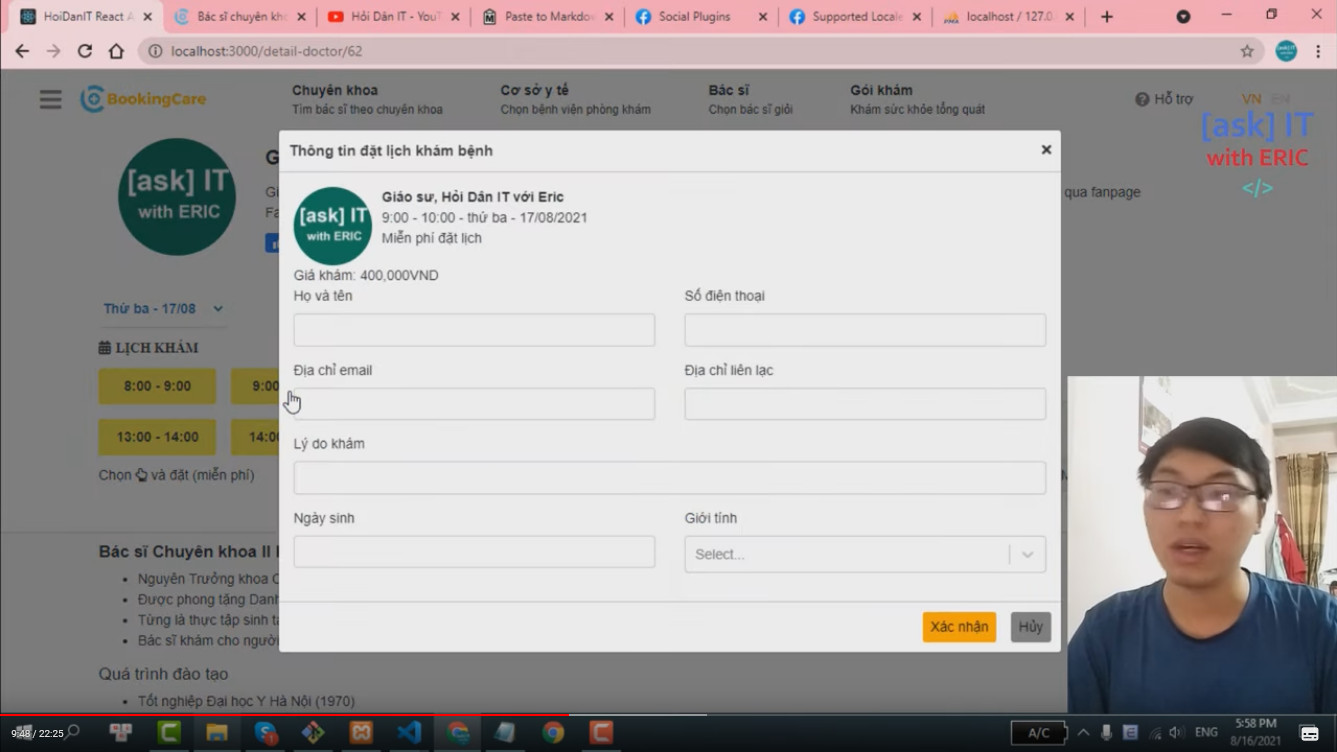 HoiDanIT React A
Bác sĩ chuyên kh
Hỏi Dân IT - YouT
Paste to Markdow
Social Plugins
Supported Locale
localhost / 127.0.
localhost:3000/detail-doctor/62
BookingCare
Chuyên khoa
Tìm bác sĩ theo chuyên khoa
Cơ sở y tế
Chọn bệnh viện phòng khám
Bác sĩ
Chọn bác sĩ giỏi
Gói khám
Khám sức khỏe tổng quát
Hỗ trợ
VN EN
[ask] IT
with ERIC
</>
[ask] IT
with ERIC
G
Gi
Fa
qua fanpage
Thông tin đặt lịch khám bệnh
[ask] IT
with ERIC
Giáo sư, Hỏi Dân IT với Eric
9:00 - 10:00 - thứ ba - 17/08/2021
Miễn phí đặt lịch
Giá khám: 400,000VND
Họ và tên
Số điện thoại
Địa chỉ email
Địa chỉ liên lạc
Lý do khám
Ngày sinh
Giới tính
Select...
Xác nhận
Hủy
Thứ ba - 17/08
LỊCH KHÁM
8:00 - 9:00
9:00
13:00 - 14:00
14:0
Chọn và đặt (miễn phí)
Bác sĩ Chuyên khoa II
Nguyên Trưởng khoa
Được phong tặng Danh
Từng là thực tập sinh t
Bác sĩ khám cho người
Quá trình đào tạo
Tốt nghiệp Đại học Y Hà Nội (1970)
9:48 / 22:25
A/C
ENG
5:58 PM
8/16/2021